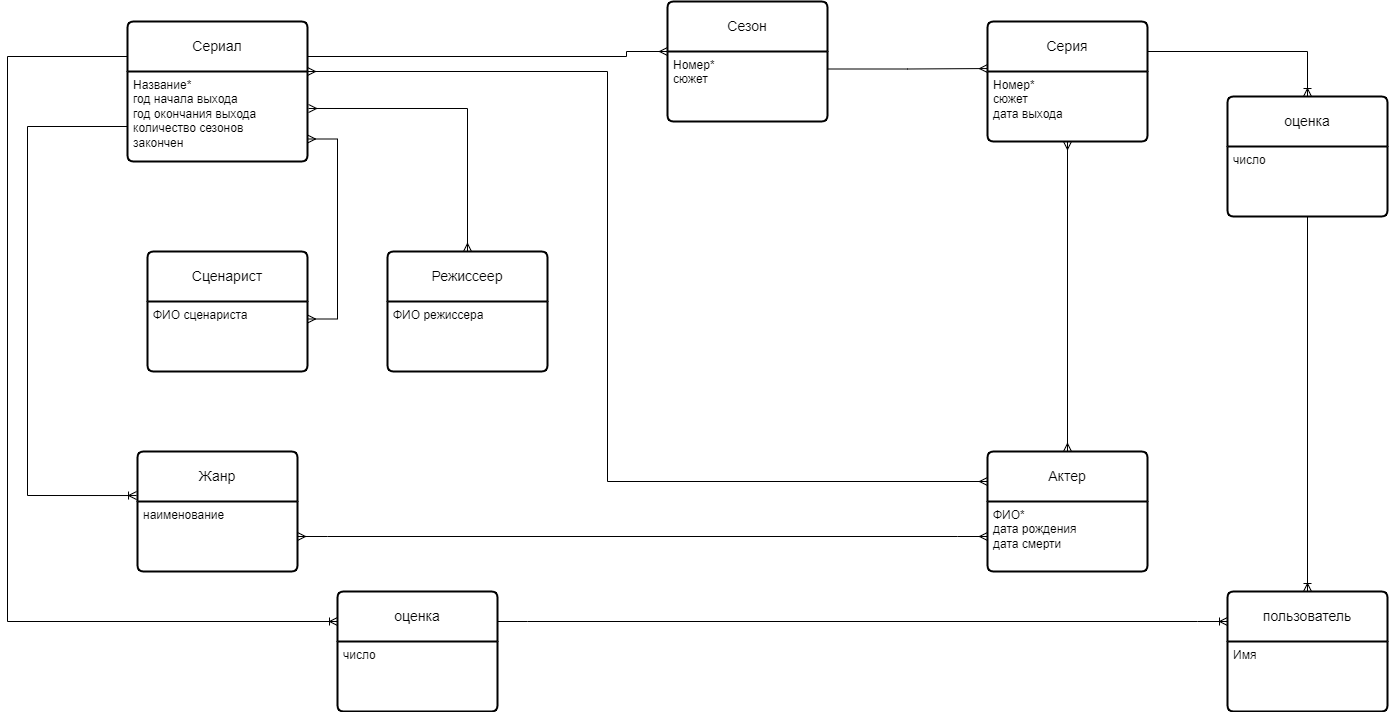 Сериал
Название*
год начала выхода
год окончания выхода
количество сезонов
закончен
Сезон
Номер*
сюжет
Серия
Номер*
сюжет
дата выхода
оценка
число
Сценарист
ФИО сценариста
Режиссеер
ФИО режиссера
Жанр
наименование
Актер
ФИО*
дата рождения
дата смерти
оценка
число
пользователь
Имя